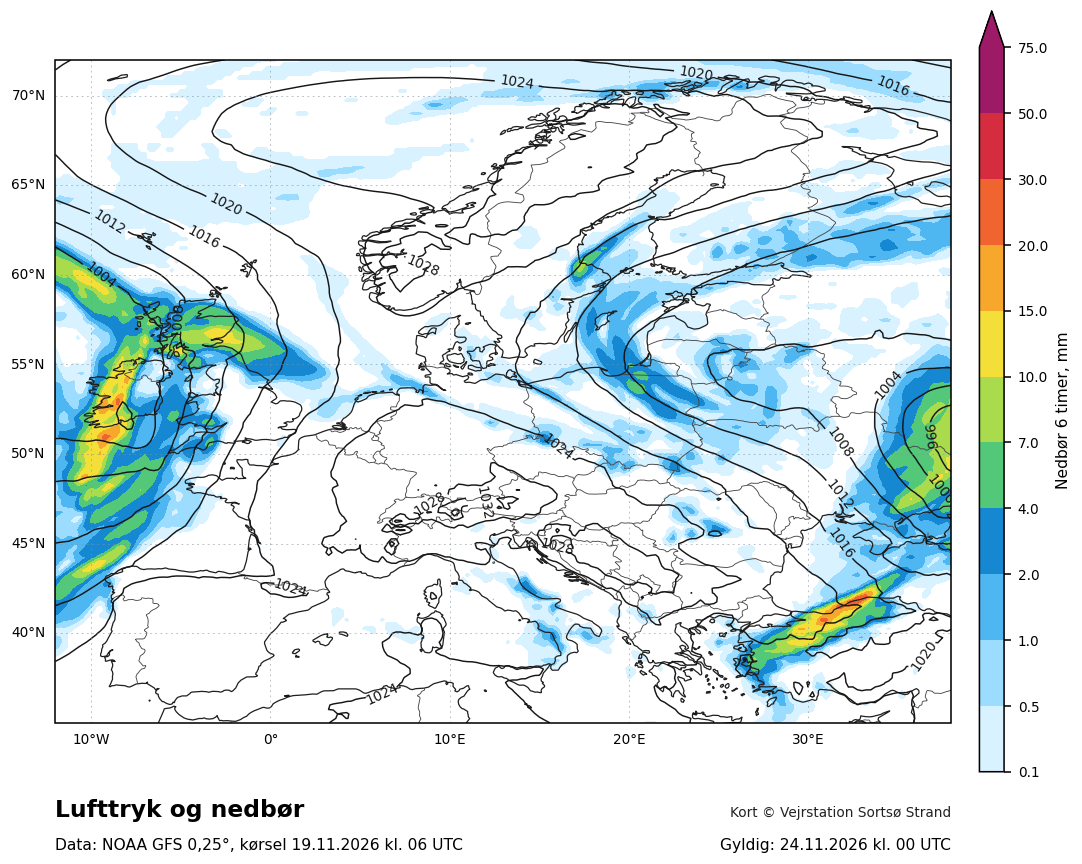 75.0
50.0
30.0
20.0
15.0
10.0
7.0
4.0
2.0
1.0
0.5
0.1
Nedbør 6 timer, mm
70°N
65°N
60°N
55°N
50°N
45°N
40°N
10°W
0°
10°E
20°E
30°E
1024
1020
1016
1020
1016
1012
1004
1008
1028
1004
996
1000
1008
1012
1016
1024
1028
1032
1028
1024
1024
1020
Lufttryk og nedbør
Kort © Vejrstation Sortsø Strand
Data: NOAA GFS 0,25°, kørsel 19.11.2026 kl. 06 UTC
Gyldig: 24.11.2026 kl. 00 UTC